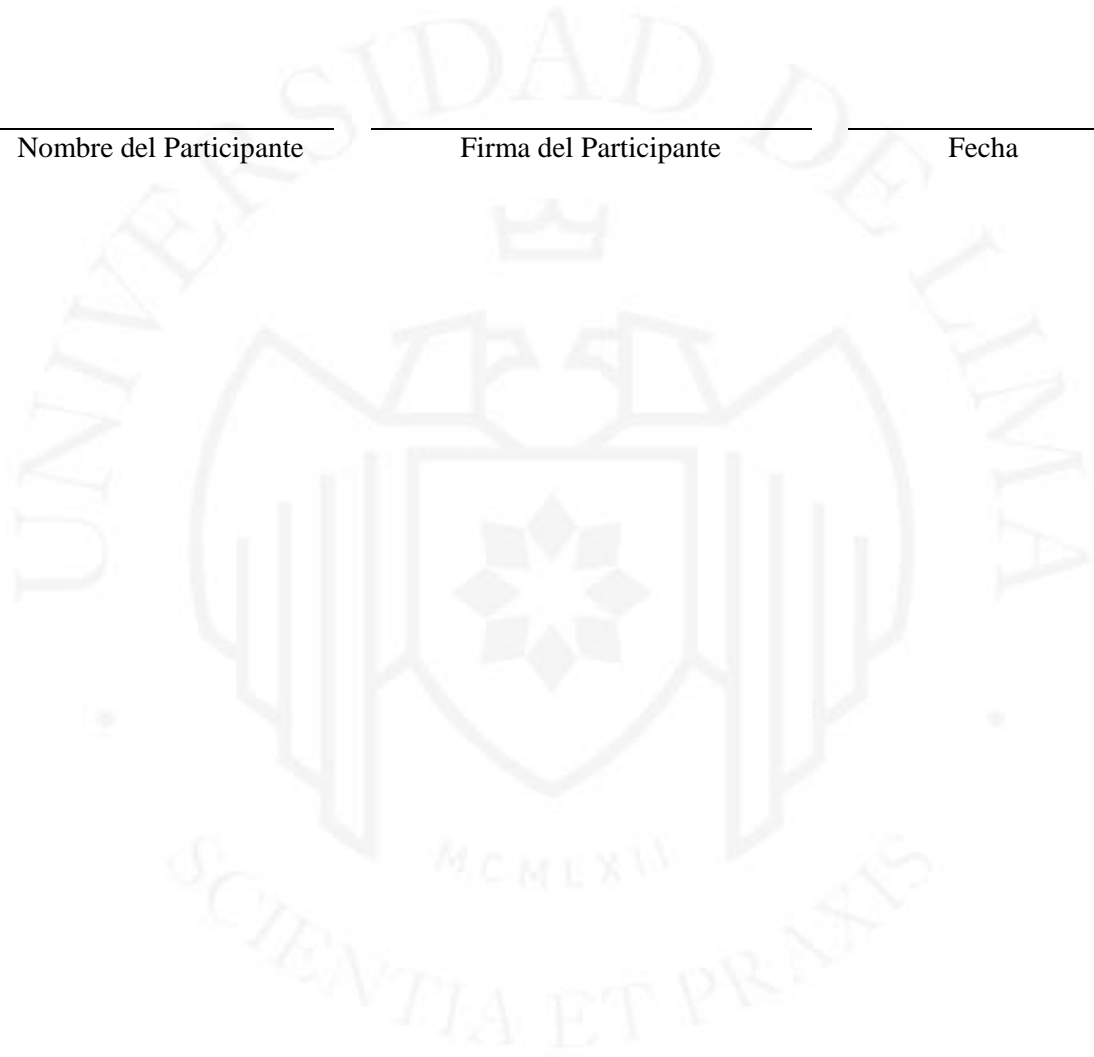 Nombre del Participante Firma del Participante Fecha
UNIVERSIDAD DE LIMA
MCMLXII
SCIENTIA ET PRAXIS